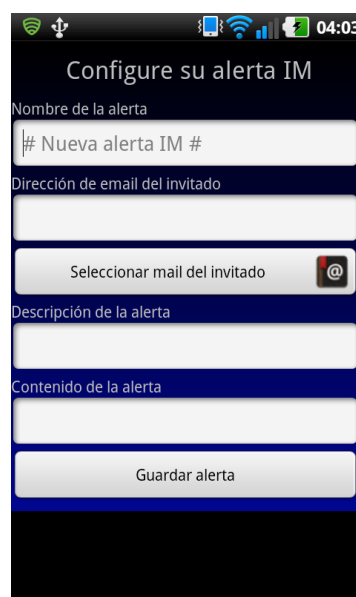 04:03
Configure su alerta IM
Nombre de la alerta
# Nueva alerta IM #
Dirección de email del invitado
Seleccionar mail del invitado
@
Descripción de la alerta
Contenido de la alerta
Guardar alerta